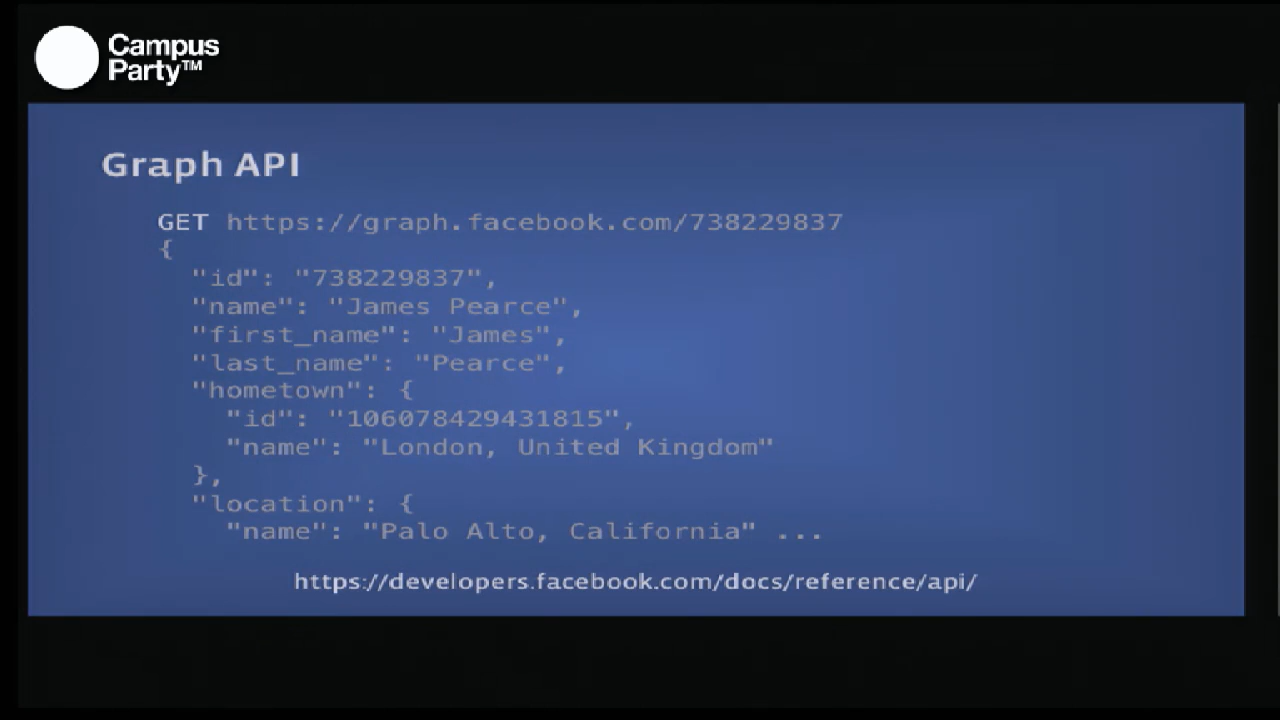 Campus
Party™
Graph API
GET https://graph.facebook.com/738229837
{
"id": "738229837",
"name": "James Pearce",
"first_name": "James",
"last_name": "Pearce",
"hometown": {
"id": "106078429431815",
"name": "London, United Kingdom"
},
"location": {
"name": "Palo Alto, California" ...
https://developers.facebook.com/docs/reference/api/